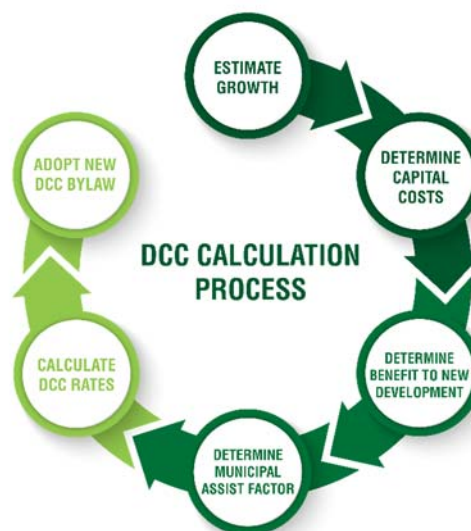 ESTIMATE
GROWTH
DETERMINE
CAPITAL
COSTS
DETERMINE
BENEFIT TO NEW
DEVELOPMENT
DETERMINE
MUNICIPAL
ASSIST FACTOR
CALCULATE
DCC RATES
ADOPT NEW
DCC BYLAW
DCC CALCULATION
PROCESS